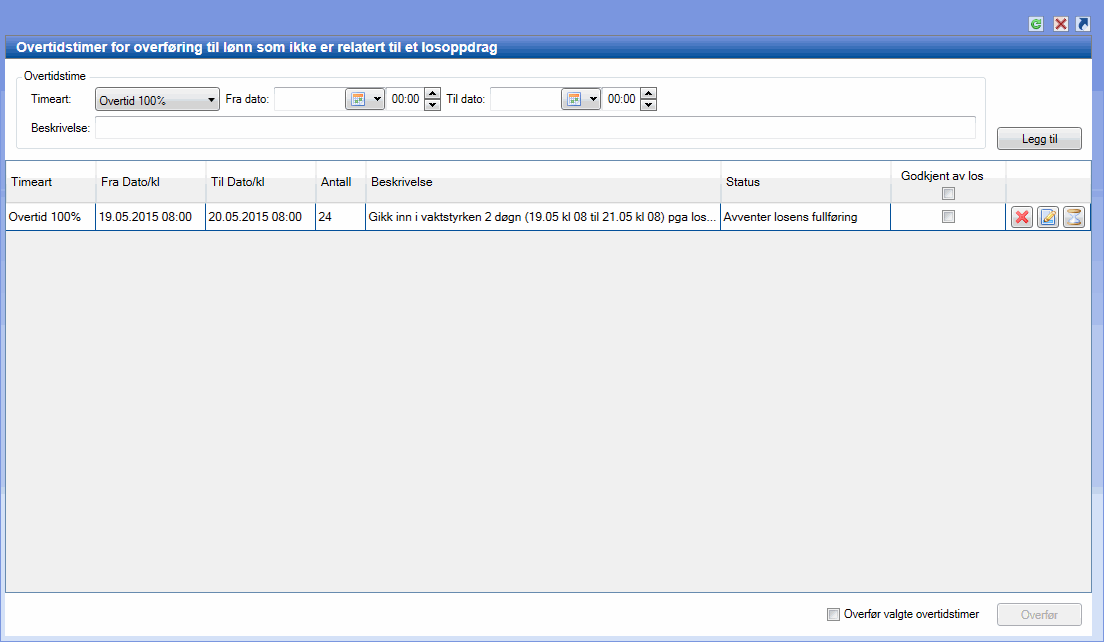 Overtidstimer for overføring til lønn som ikke er relatert til et losoppdrag
Overtidstime
Timeart: Overtid 100% Fra dato: 00:00 Til dato: 00:00
Beskrivelse:
Legg til
Timeart Fra Dato/kl Til Dato/kl Antall Beskrivelse Status Godkjent av los
Overtid 100% 19.05.2015 08:00 20.05.2015 08:00 24 Gikk inn i vaktstyrken 2 døgn (19.05 kl 08 til 21.05 kl 08) pga los... Avventer losens fullføring
Overfør valgte overtidstimer Overfør